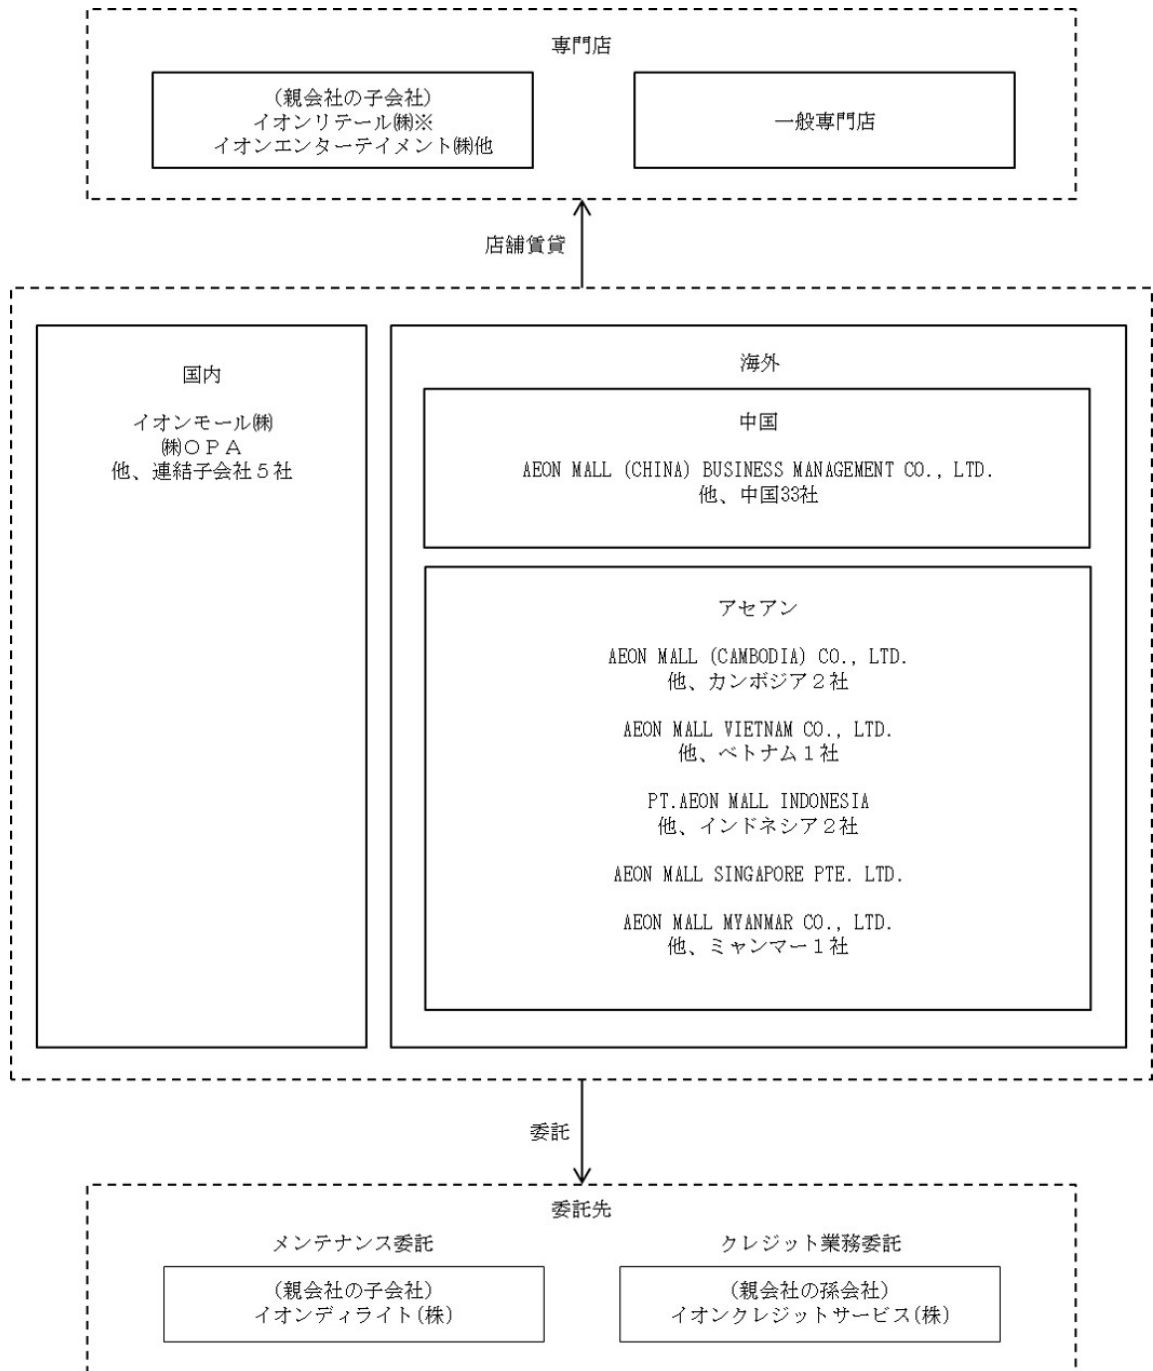 専門店
(親会社の子会社)
イオンリテール㈱※
イオンエンターテイメント㈱他
一般専門店
店舗賃貸
国内
イオンモール㈱
㈱ＯＰＡ
他、連結子会社５社
海外
中国
AEON MALL (CHINA) BUSINESS MANAGEMENT CO., LTD.
他、中国33社
アセアン
AEON MALL (CAMBODIA) CO., LTD.
他、カンボジア２社
AEON MALL VIETNAM CO., LTD.
他、ベトナム１社
PT.AEON MALL INDONESIA
他、インドネシア２社
AEON MALL SINGAPORE PTE. LTD.
AEON MALL MYANMAR CO., LTD.
他、ミャンマー１社
委託
委託先
メンテナンス委託
(親会社の子会社)
イオンディライト(株)
クレジット業務委託
(親会社の孫会社)
イオンクレジットサービス(株)